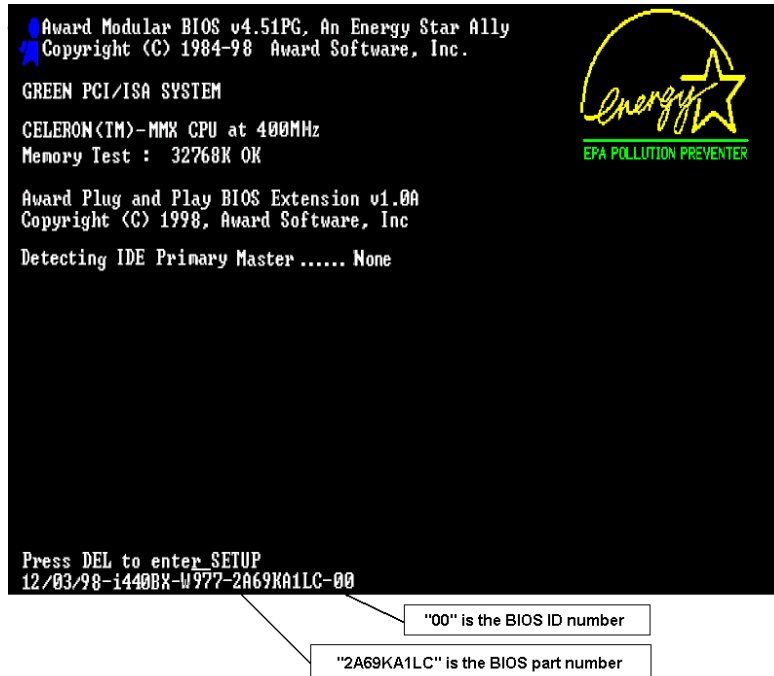 Award Modular BIOS v4.51PG, An Energy Star Ally
Copyright (C) 1984-98 Award Software, Inc.
GREEN PCI/ISA SYSTEM
CELERON(TM)-MMX CPU at 400MHz
Memory Test : 32768K OK
energy
EPA POLLUTION PREVENTER
Award Plug and Play BIOS Extension v1.0A
Copyright (C) 1998, Award Software, Inc
Detecting IDE Primary Master ...... None
Press DEL to enter SETUP
12/03/98-i440BX-W977-2A69KA1LC-00
"00" is the BIOS ID number
"2A69KA1LC" is the BIOS part number